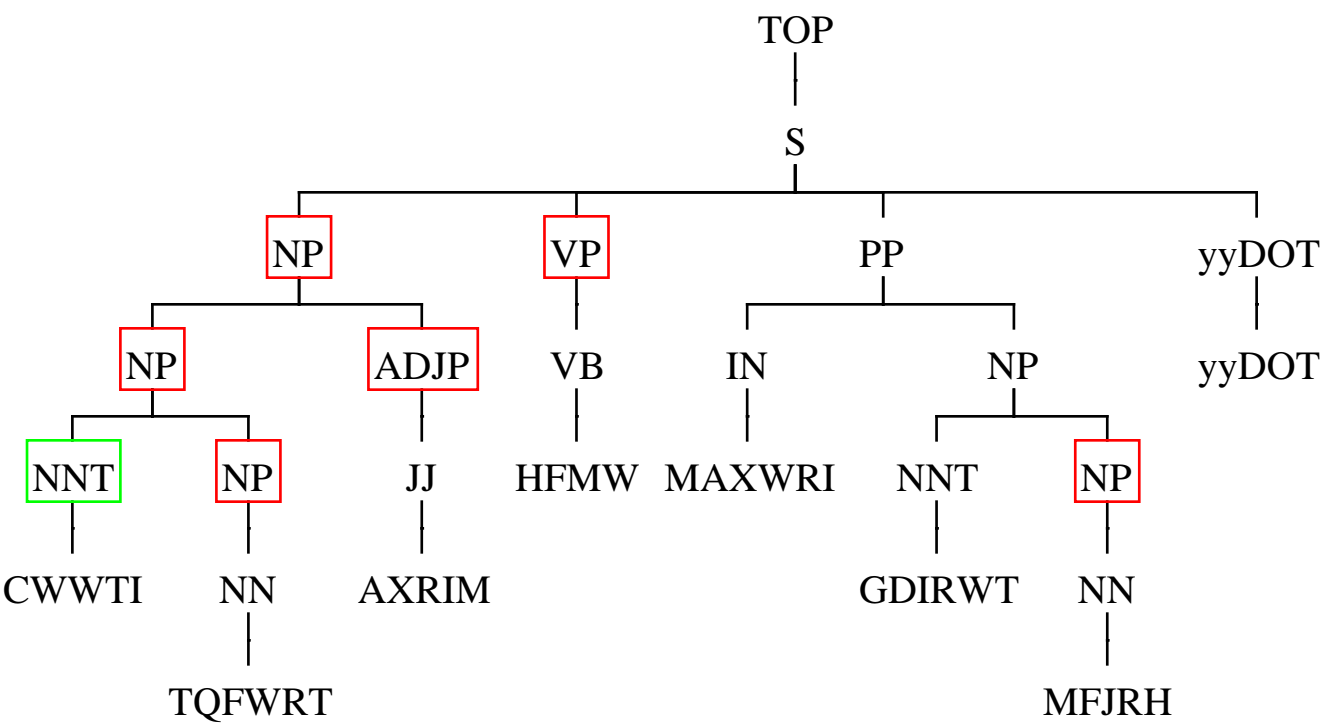 TOP
S
NP VP PP yyDOT
NP ADJP VB IN NP yyDOT
NNT NP JJ HFMW MAXWRI NNT NP
CWWTI NN AXRIM GDIRWT NN
TQFWRT MFJRH